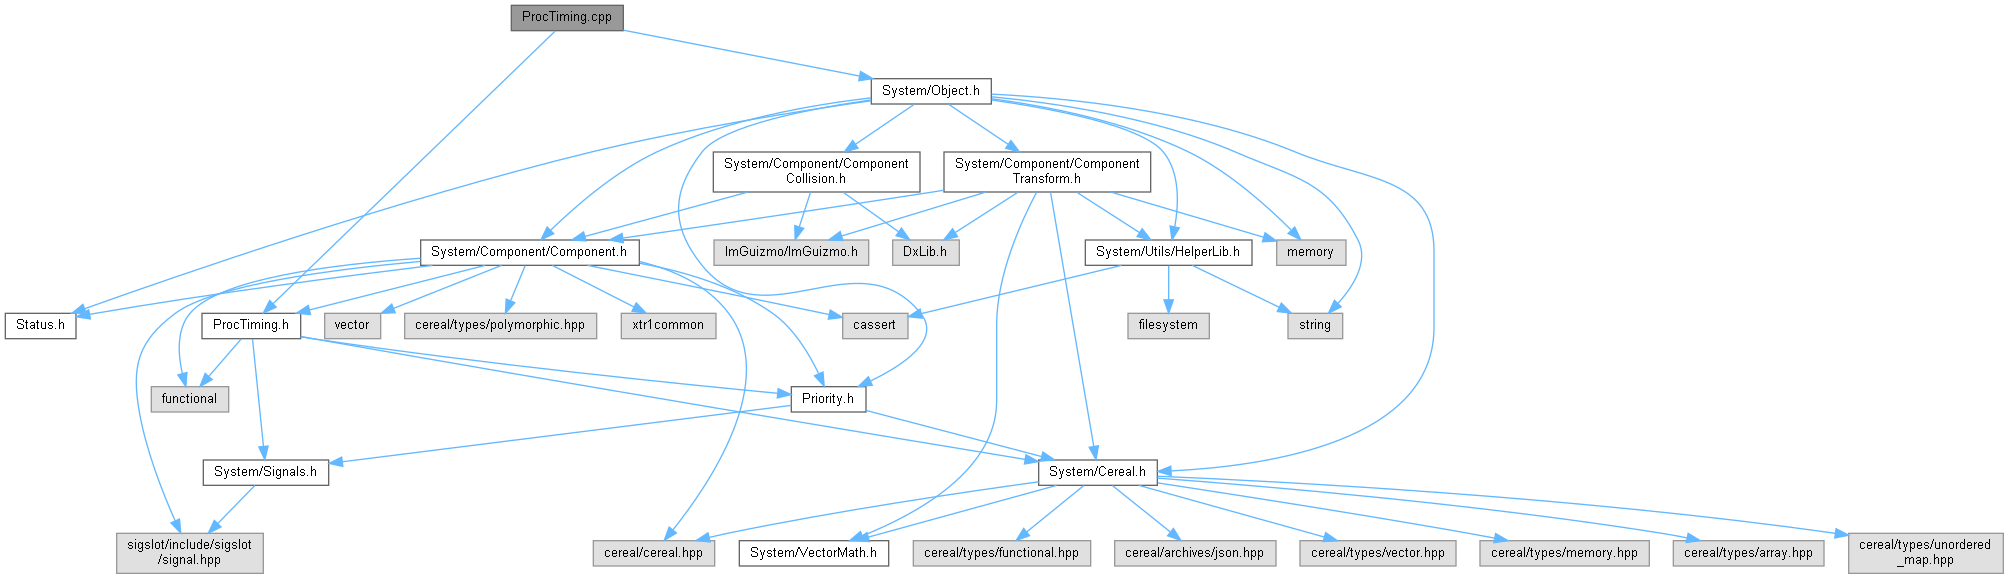 ProcTiming.cpp
System/Object.h
System/Component/Component
Collision.h
System/Component/Component
Transform.h
System/Component/Component.h
ImGuizmo/ImGuizmo.h
DxLib.h
System/Utils/HelperLib.h
memory
Status.h
ProcTiming.h
vector
cereal/types/polymorphic.hpp
xtr1common
cassert
filesystem
string
functional
Priority.h
System/Signals.h
System/Cereal.h
sigslot/include/sigslot
/signal.hpp
cereal/cereal.hpp
System/VectorMath.h
cereal/types/functional.hpp
cereal/archives/json.hpp
cereal/types/vector.hpp
cereal/types/memory.hpp
cereal/types/array.hpp
cereal/types/unordered
_map.hpp